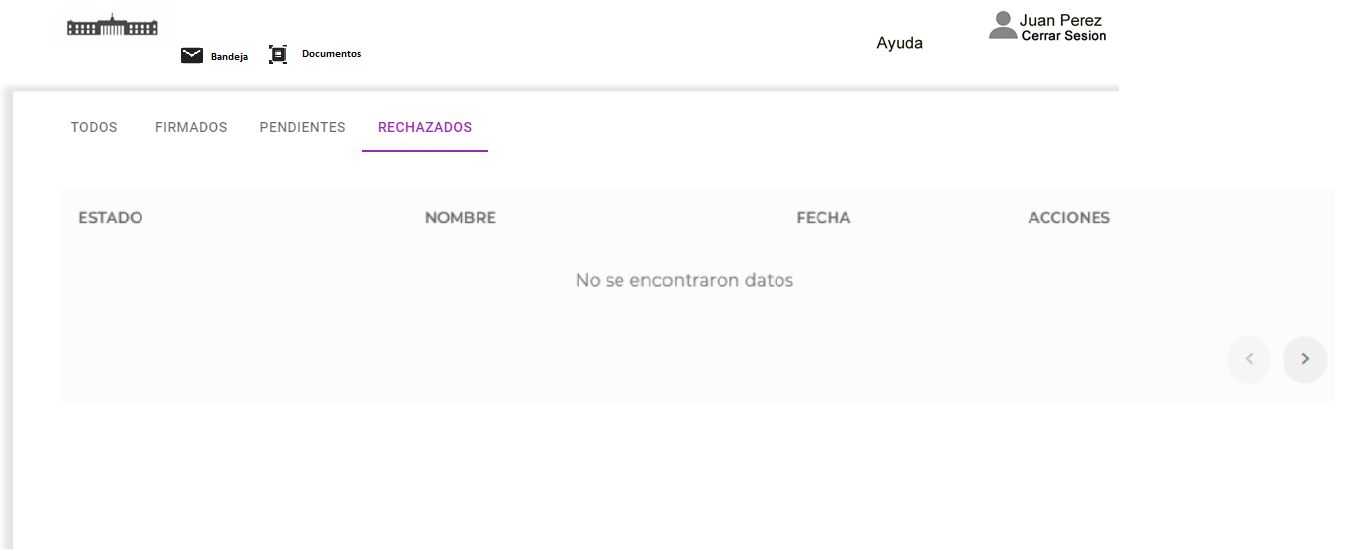 Juan Perez
Cerrar Sesion
Ayuda
Bandeja Documentos
TODOS FIRMADOS PENDIENTES RECHAZADOS
ESTADO NOMBRE FECHA ACCIONES
No se encontraron datos